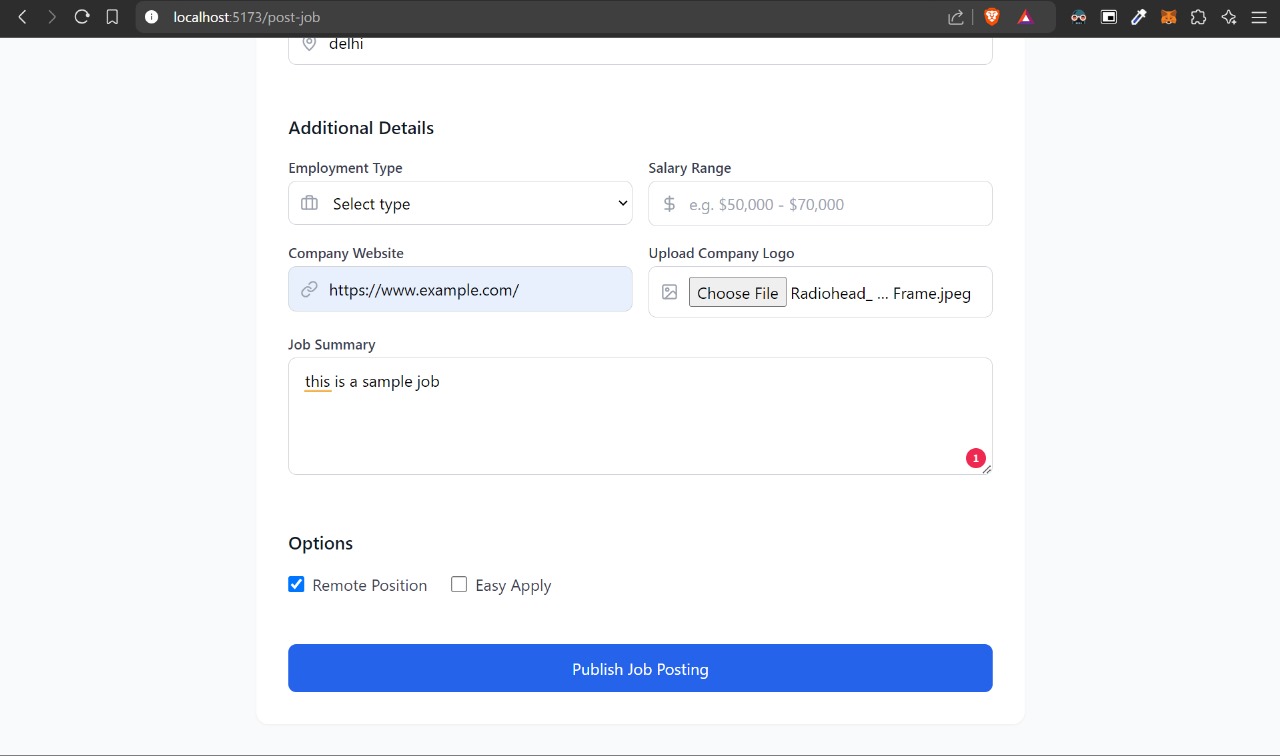 localhost:5173/post-job
delhi
Additional Details
Employment Type
Salary Range
Select type
e.g. $50,000 - $70,000
Company Website
Upload Company Logo
https://www.example.com/
Choose File Radiohead_ ... Frame.jpeg
Job Summary
this is a sample job
1
Options
Remote Position
Easy Apply
Publish Job Posting